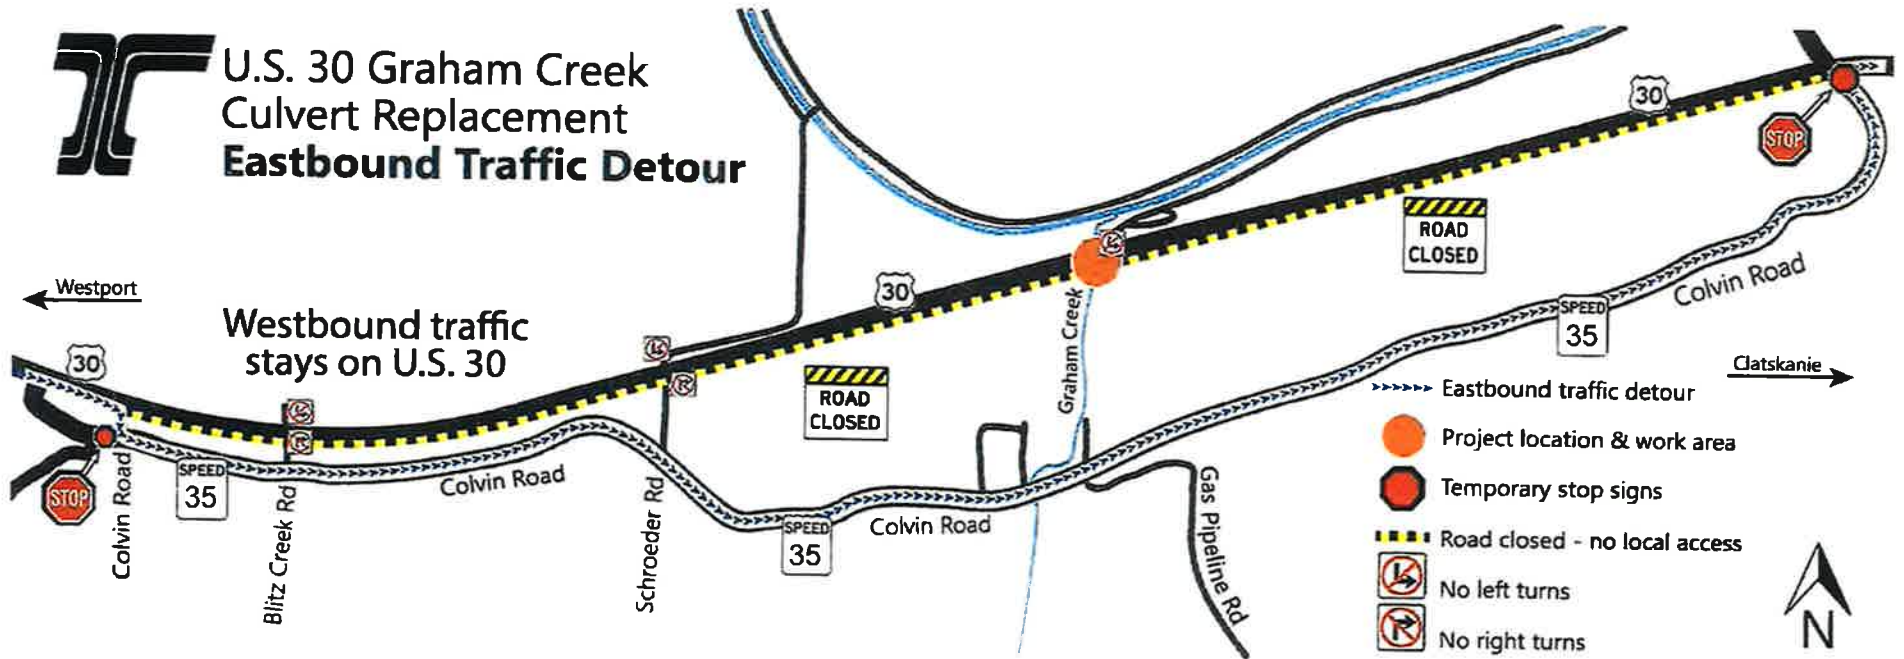 U.S. 30 Graham Creek
Culvert Replacement
Eastbound Traffic Detour
30
STOP
ROAD
CLOSED
Westport
30
Westbound traffic
stays on U.S. 30
30
Graham Creek
Colvin Road
SPEED
35
Clatskanie
ROAD
CLOSED
Eastbound traffic detour
Project location & work area
Temporary stop signs
Road closed - no local access
No left turns
No right turns
N
STOP
Colvin Road
SPEED
35
Blitz Creek Rd
Colvin Road
Schroeder Rd
SPEED
35
Colvin Road
Gas Pipeline Rd